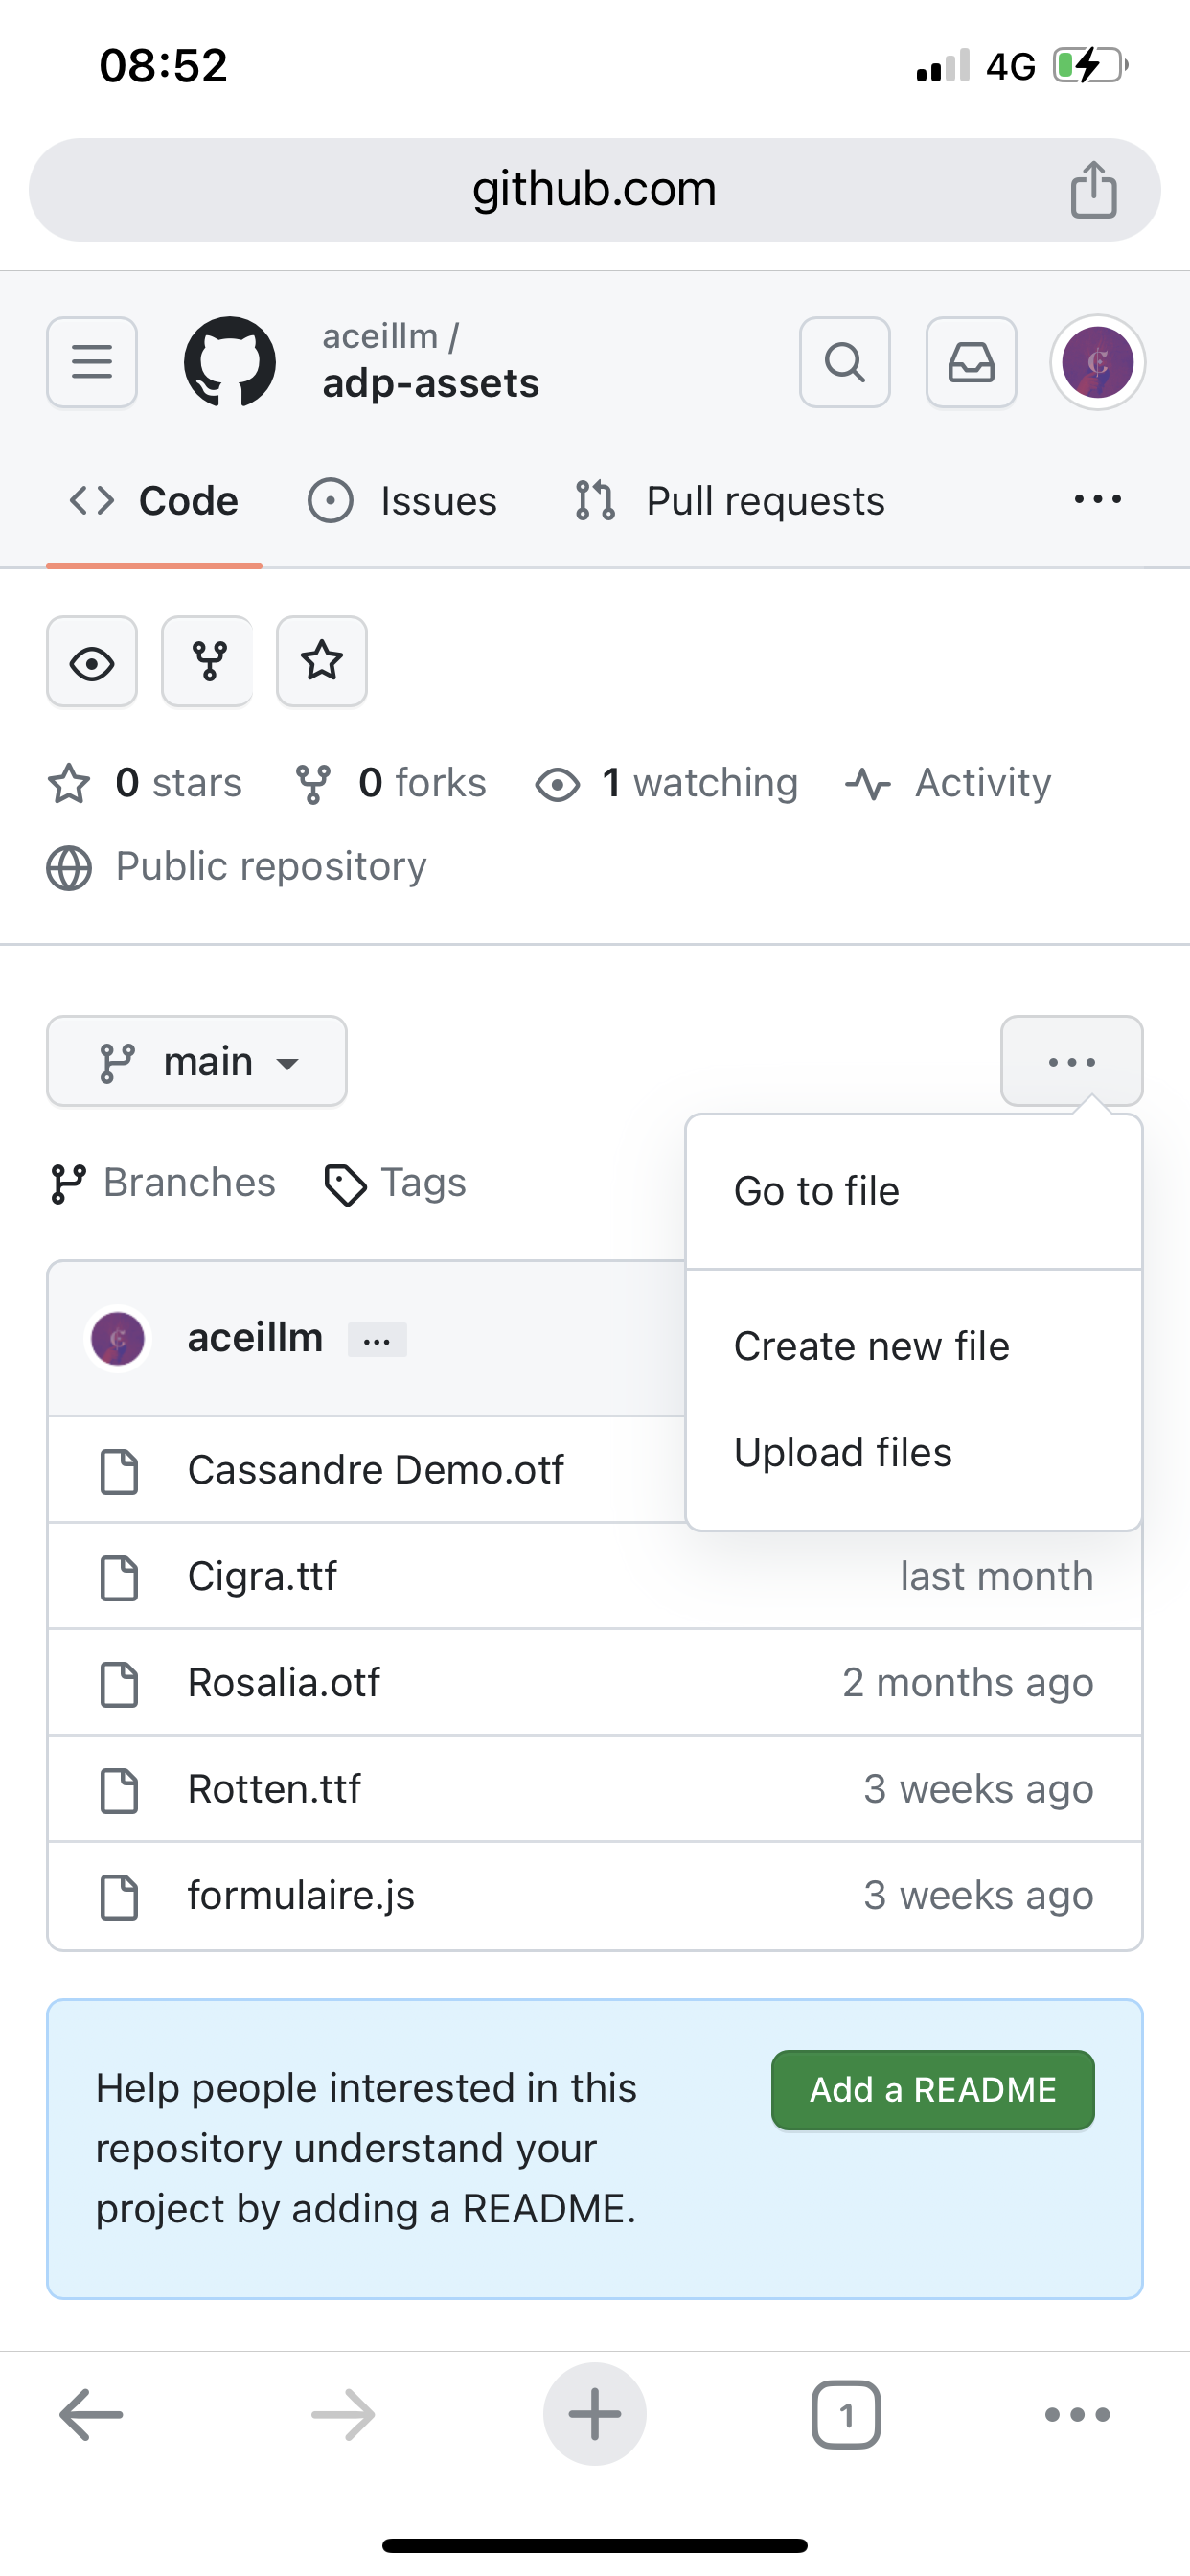 08:52
4G
github.com
aceillm /
adp-assets
Code
Issues
Pull requests
0 stars
0 forks
1 watching
Activity
Public repository
main
Go to file
Create new file
Upload files
Branches
Tags
aceillm
Cassandre Demo.otf
Cigra.ttf
last month
Rosalia.otf
2 months ago
Rotten.ttf
3 weeks ago
formulaire.js
3 weeks ago
Help people interested in this
repository understand your
project by adding a README.
Add a README
1